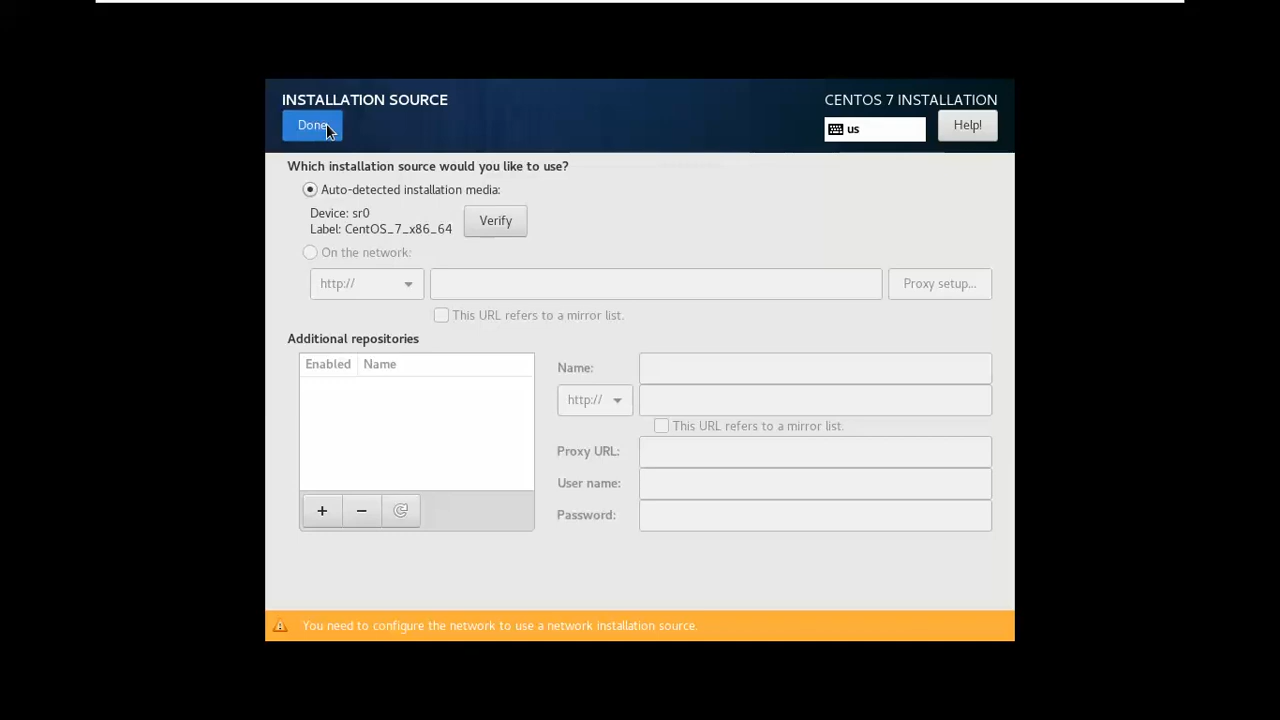 INSTALLATION SOURCE
CENTOS 7 INSTALLATION
Done
us
Help!
Which installation source would you like to use?
Auto-detected installation media:
Device: sr0
Label: CentOS_7_x86_64
Verify
On the network:
http://
Proxy setup...
This URL refers to a mirror list.
Additional repositories
Enabled Name
Name:
http://
This URL refers to a mirror list.
Proxy URL:
User name:
Password:
You need to configure the network to use a network installation source.